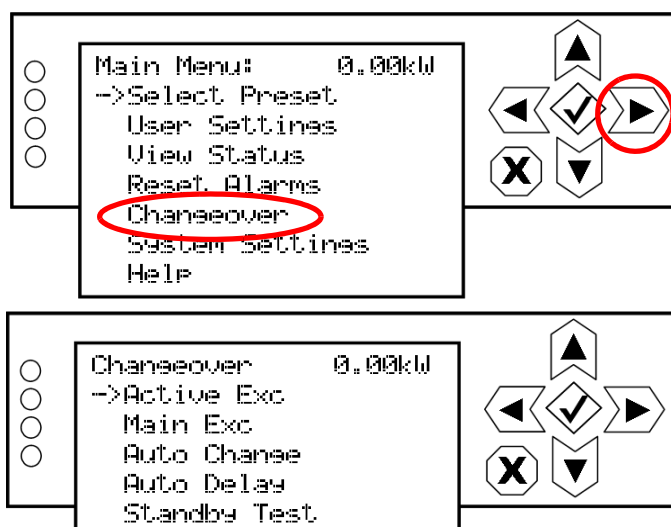 Main Menu: 0.00kW
->Select Preset
User Settings
View Status
Reset Alarms
Changeover
System Settings
Help
X
Changeover 0.00kW
->Active Exc
Main Exc
Auto Change
Auto Delay
Standby Test
X